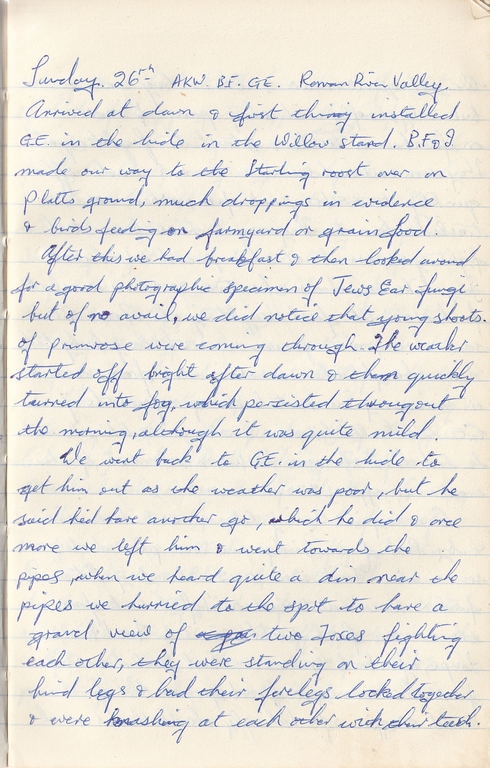 Sunday. 26th AKW. B.F. G.E. Roman River Valley.
Arrived at dawn & first thing installed
G.E. in the hide in the Willow stand. B.F & I.
made our way to the Starling roost over on
Platts ground, much droppings in evidence
& birds feeding on farmyard or grain food.
After this we had breakfast & then looked around
for a good photographic specimen of Jews Ear fungi
but of no avail, we did notice that young shoots.
of primrose were coming through. The weather
started off bright after dawn & then quickly
turned into fog, which persisted througout
the morning, although it was quite mild.
We went back to G.E. in the hide to
get him out as the weather was poor, but he
said he'd have another go, which he did & once
more we left him & went towards the
pipes, when we heard quite a din near the
pipes we hurried to the spot to have a
grand view of two Foxes fighting
each other, they were standing on their
hind legs & had their forelegs locked together
& were at each other with their teeth.